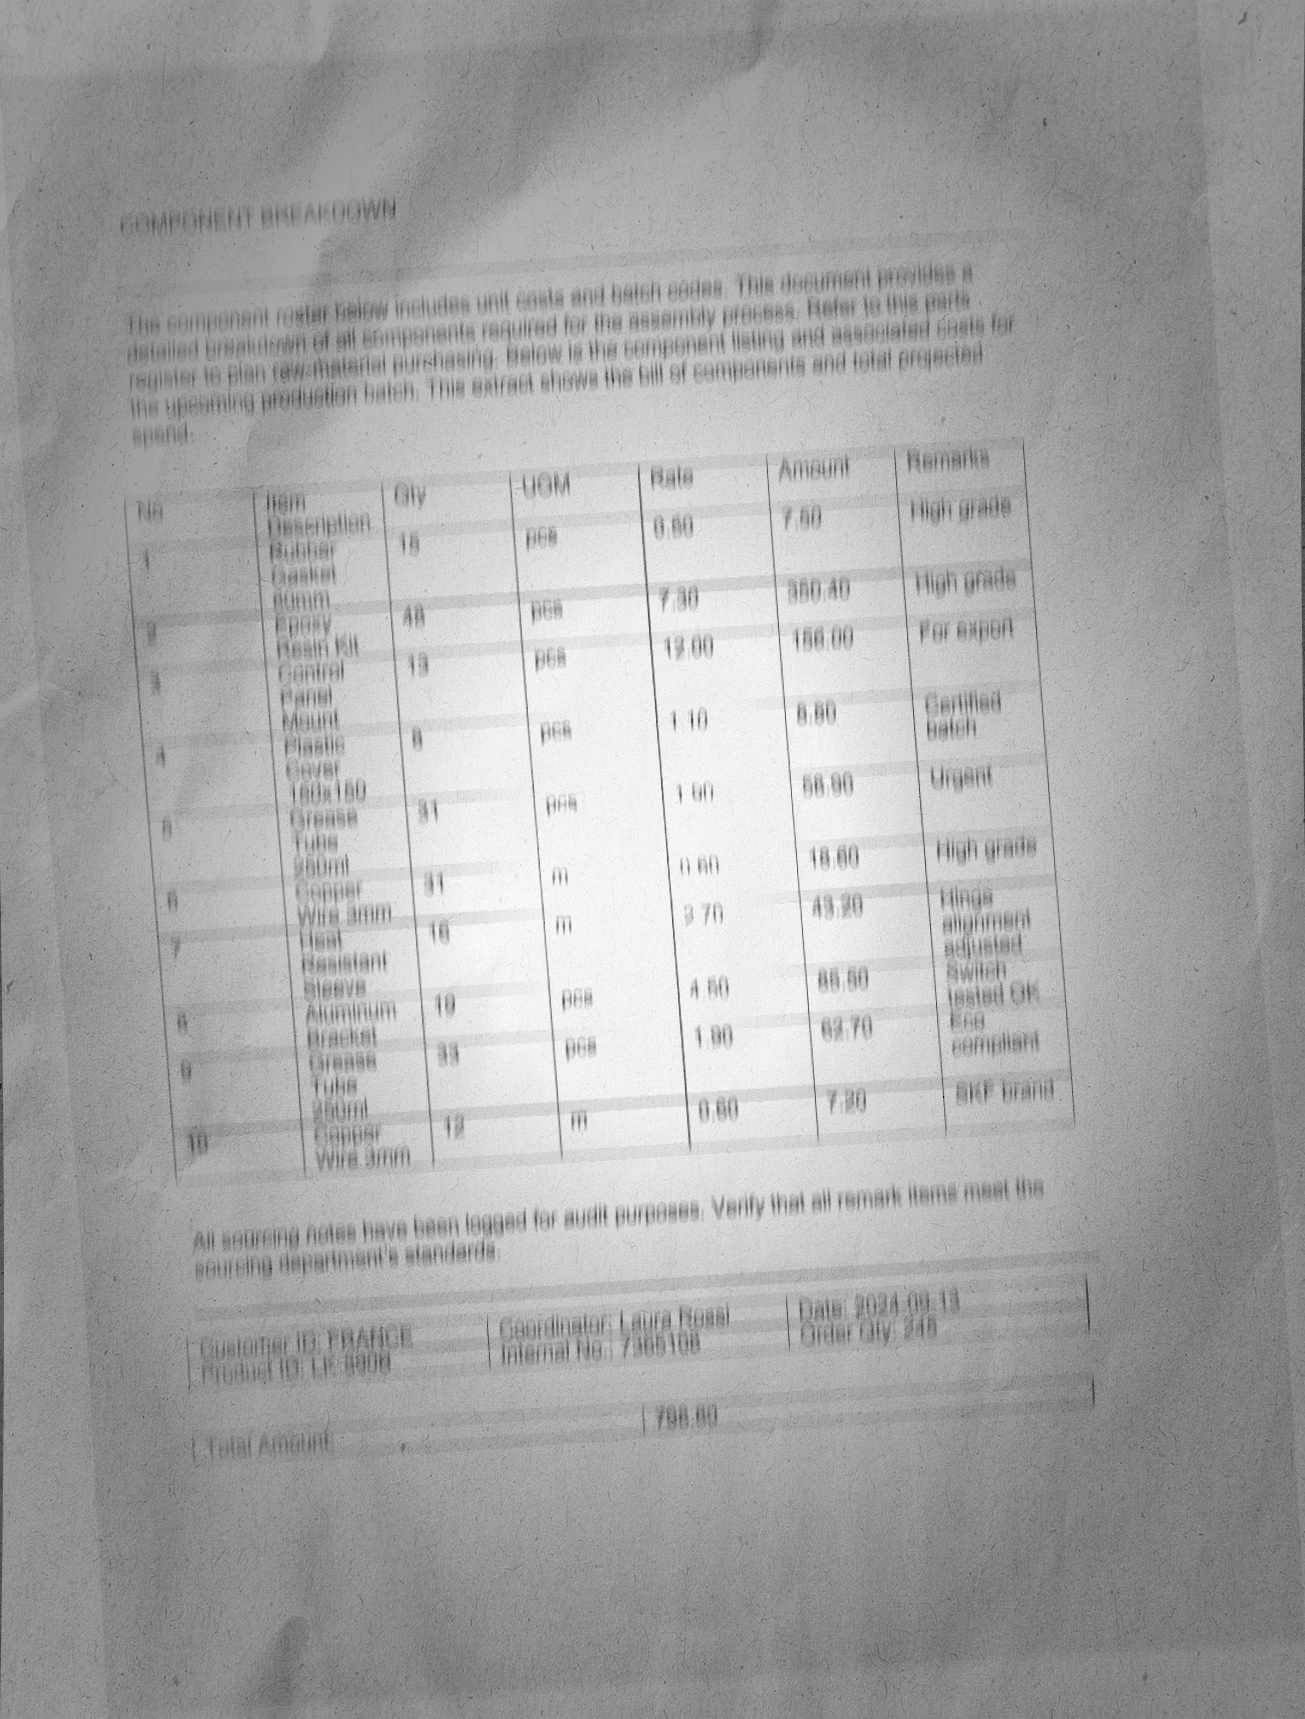 COMPONENT BREAKDOWN
The component roster below includes unit costs and batch codes. This document provides a
detailed breakdown of all components required for the assembly process. Refer to this parts
register to plan raw-material purchasing. Below is the component listing and associated costs for
the upcoming production batch. This extract shows the bill of components and total projected
spend.
No Item Description Qty UOM Rate Amount Remarks
1 Rubber Gasket 15 pcs 0.50 7.50 High grade
2 Epoxy Resin Kit 48 pcs 7.30 350.40 High grade
3 Control Panel Mount 13 pcs 12.00 156.00 For export
4 Plastic Cover 8 pcs 1.10 8.80 Certified batch
5 Grease Tube 250ml 31 pcs 1.90 58.90 Urgent
6 Copper Wire 3mm 31 m 0.60 18.60 High grade
7 Heat Resistant Sleeve 16 m 2.70 43.20 Hinge alignment adjusted
8 Aluminum Bracket 19 pcs 4.50 85.50 Switch tested OK
9 Grease Tube 250ml 33 pcs 1.90 62.70 Eco compliant
10 Copper Wire 3mm 12 m 0.60 7.20 SKF brand
All sourcing notes have been logged for audit purposes. Verify that all remark items meet the
sourcing department's standards.
Customer ID: FRANCE Coordinator: Laura Rossi Date: 2024-09-13
Product ID: Internal No.: Order Qty:
Total Amount: 798.80